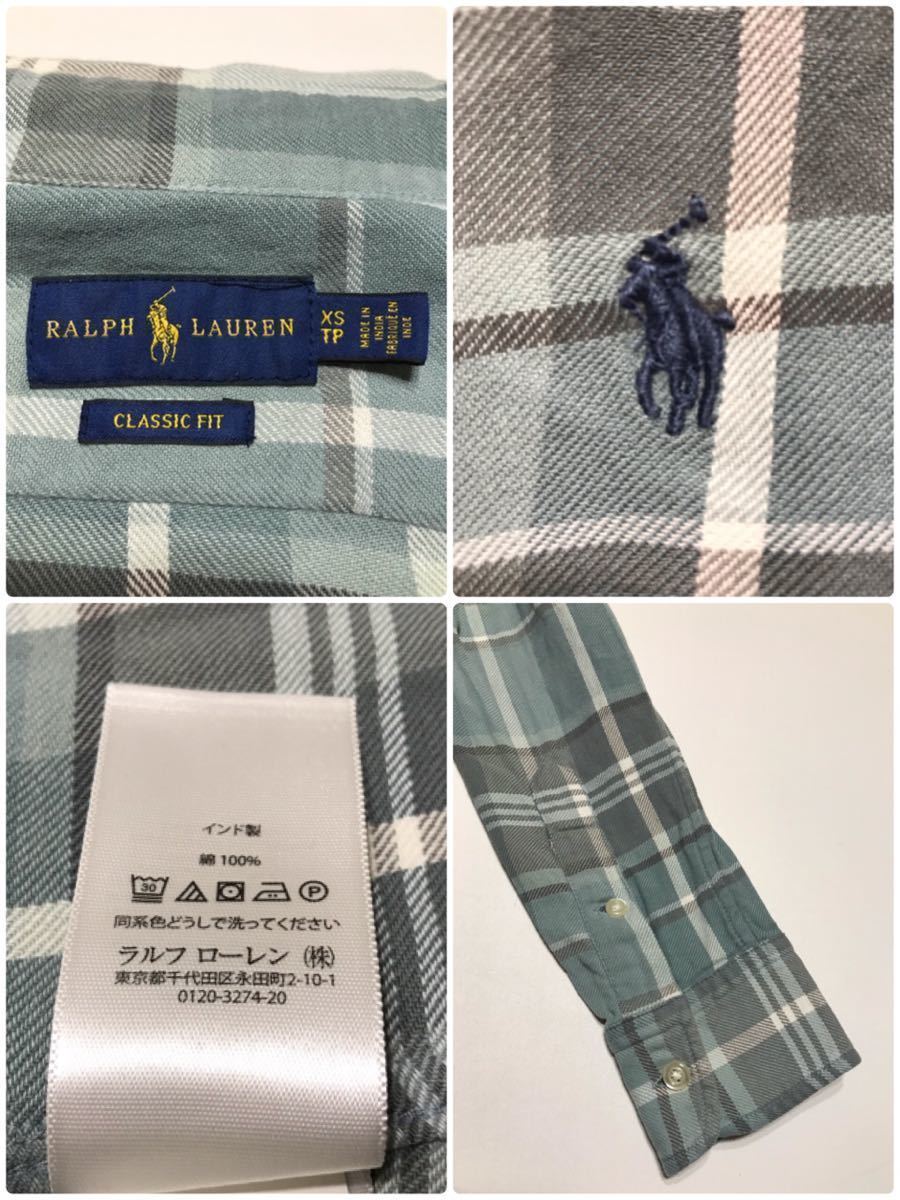 RALPH LAUREN
XS
TP
MADE IN
INDIA
FABRIQUÉ EN
INDE
CLASSIC FIT
インド製
綿 100%
30
P
同系色どうしで洗ってください
ラルフ ローレン (株)
東京都千代田区永田町2-10-1
0120-3274-20